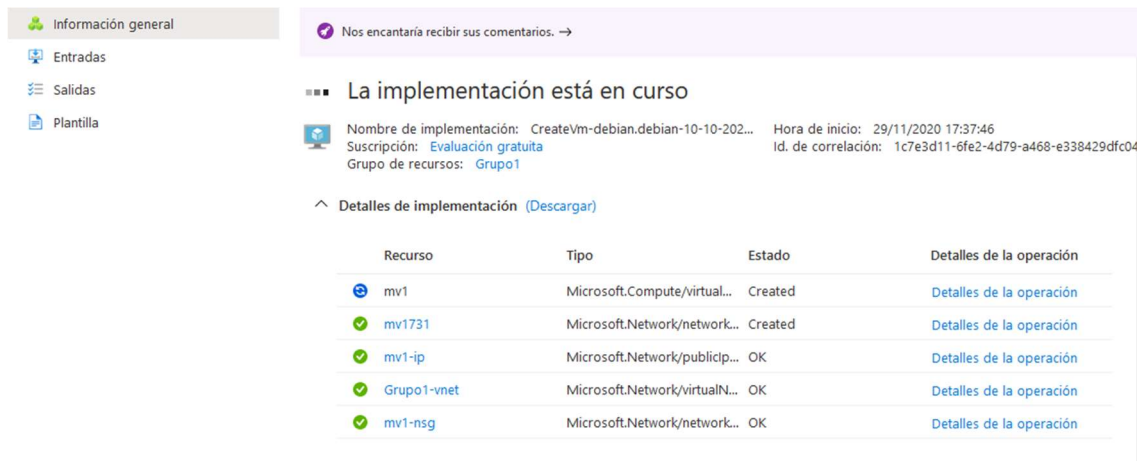 Información general
Entradas
Salidas
Plantilla
Nos encantaría recibir sus comentarios. →
La implementación está en curso
Nombre de implementación: CreateVm-debian.debian-10-10-202... Hora de inicio: 29/11/2020 17:37:46
Suscripción: Evaluación gratuita Id. de correlación: 1c7e3d11-6fe2-4d79-a468-e338429dfc04
Grupo de recursos: Grupo1
Detalles de implementación (Descargar)
Recurso Tipo Estado Detalles de la operación
mv1 Microsoft.Compute/virtual... Created Detalles de la operación
mv1731 Microsoft.Network/network... Created Detalles de la operación
mv1-ip Microsoft.Network/publicIp... OK Detalles de la operación
Grupo1-vnet Microsoft.Network/virtualN... OK Detalles de la operación
mv1-nsg Microsoft.Network/network... OK Detalles de la operación